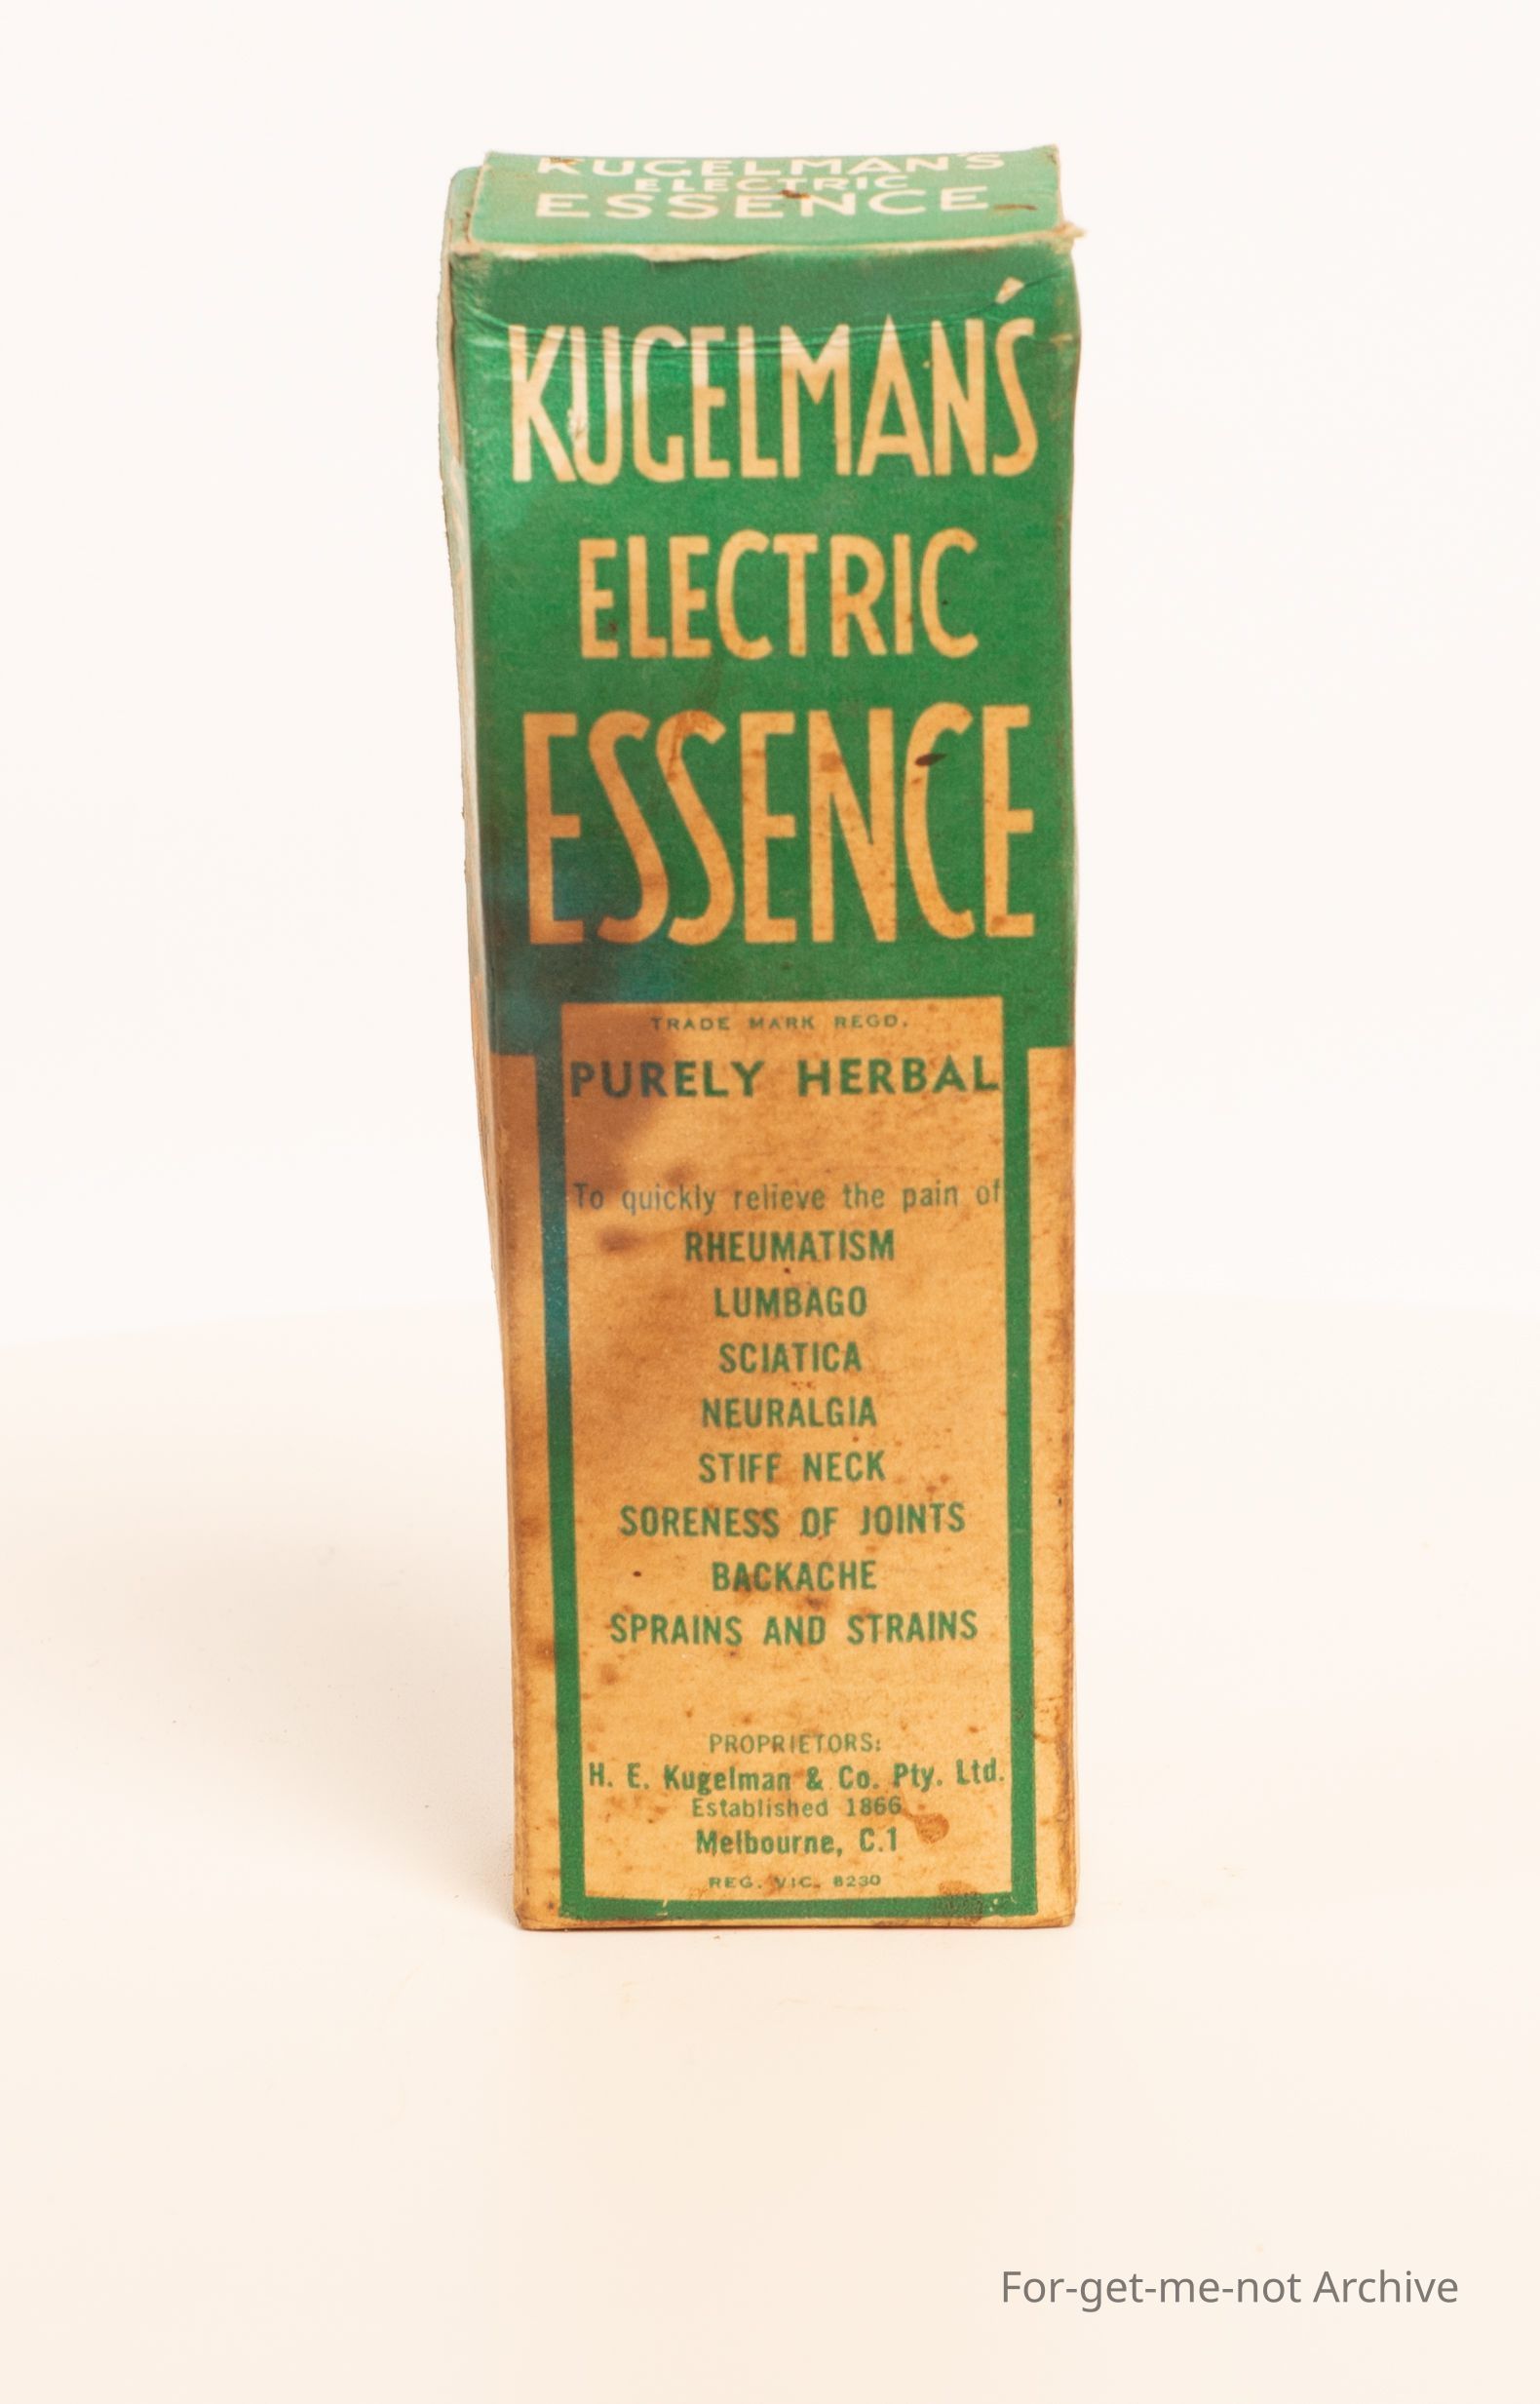 KUGELMAN'S
ELECTRIC
ESSENCE
KUGELMAN'S
ELECTRIC
ESSENCE
TRADE MARK REGD.
PURELY HERBAL
To quickly relieve the pain of
RHEUMATISM
LUMBAGO
SCIATICA
NEURALGIA
STIFF NECK
SORENESS OF JOINTS
BACKACHE
SPRAINS AND STRAINS
PROPRIETORS:
H. E. Kugelman & Co. Pty. Ltd.
Established 1866
Melbourne, C.1
REG. VIC. 8230
For-get-me-not Archive